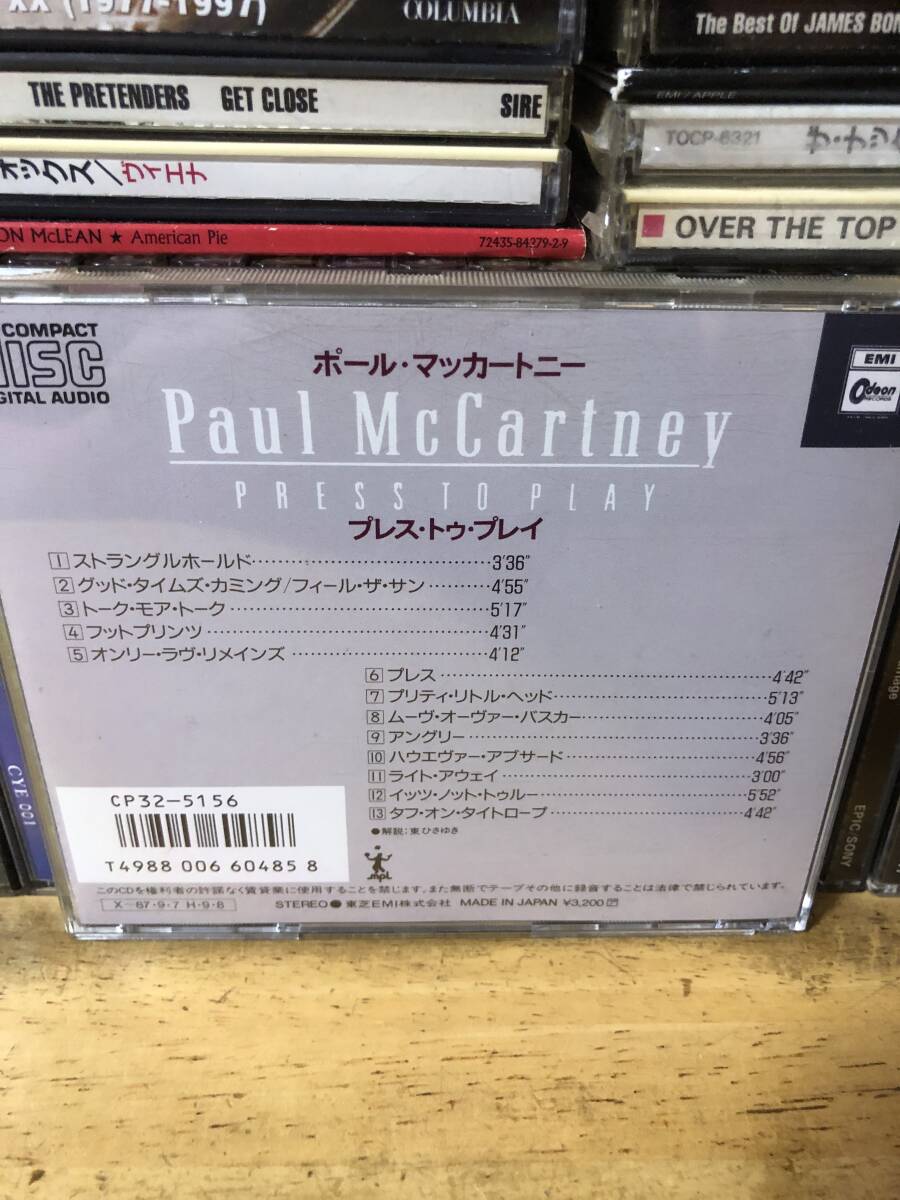 XX (1977-1997)
COLUMBIA
The Best Of JAMES BON
THE PRETENDERS GET CLOSE SIRE
EMI/APPLE
TOCP-6321
ヴィエナ
OVER THE TOP
ON McLEAN ★ American Pie 72435-84279-2-9
COMPACT
DISC
DIGITAL AUDIO
EMI
Odeon
RECORDS
ポール・マッカートニー
Paul McCartney
PRESS TO PLAY
プレス・トゥ・プレイ
1 ストラングルホールド 3'36"
2 グッド・タイムズ・カミング/フィール・ザ・サン 4'55"
3 トーク・モア・トーク 5'17"
4 フットプリンツ 4'31"
5 オンリー・ラヴ・リメインズ 4'12"
6 プレス 4'42"
7 プリティ・リトル・ヘッド 5'13"
8 ムーヴ・オーヴァー・バスカー 4'05"
9 アングリー 3'36"
10 ハウエヴァー・アブサード 4'56"
11 ライト・アウェイ 3'00"
12 イッツ・ノット・トゥルー 5'52"
13 タフ・オン・タイトロープ 4'42"
●解説:東ひさゆき
CP32-5156
T4988 006 60485 8
mpl
このCDを権利者の許諾なく賃貸業に使用することを禁じます。また無断でテープその他に録音することは法律で禁じられています。
X-87・9・7 H・9・8 STEREO ● 東芝EMI株式会社 MADE IN JAPAN ¥3,200
CYE 001
EPIC/SONY